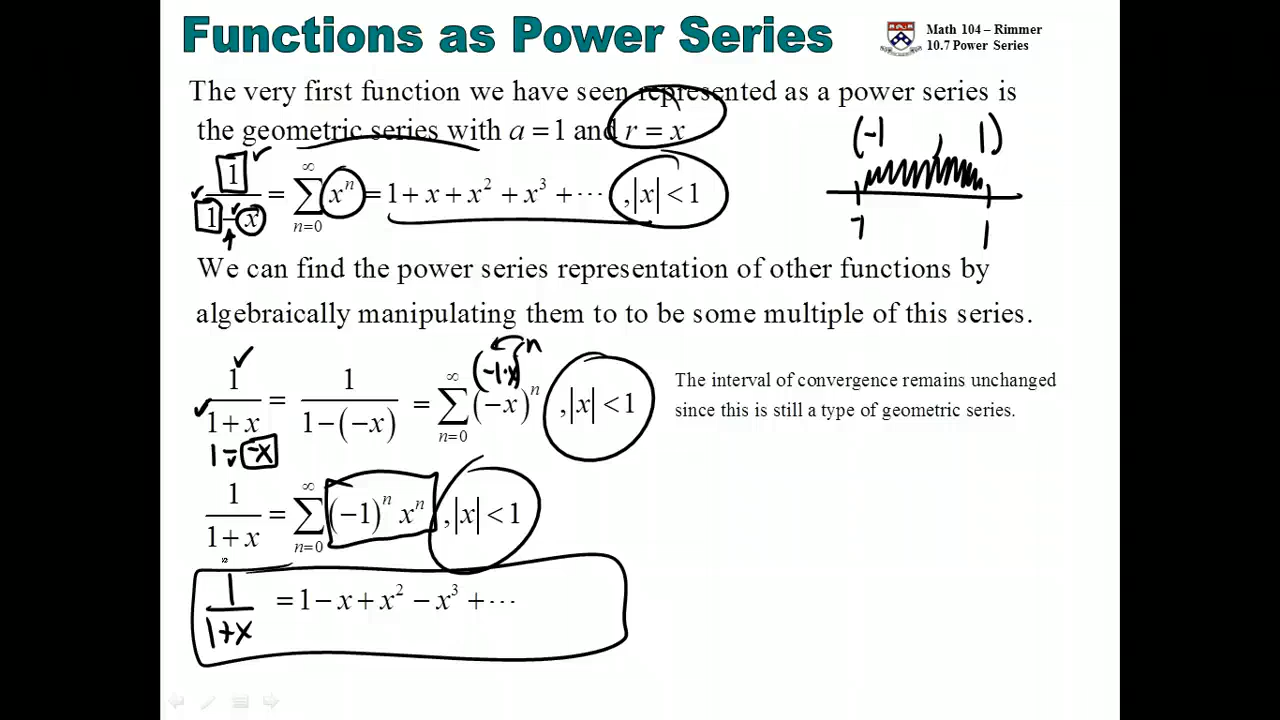 Functions as Power Series
Math 104 – Rimmer
10.7 Power Series
The very first function we have seen represented as a power series is
the geometric series with a = 1 and r = x
(-1 , 1)
1/(1 − x) = ∑_{n=0}^{∞} x^n = 1 + x + x^2 + x^3 + ⋯ , |x| < 1
-1 1
We can find the power series representation of other functions by
algebraically manipulating them to to be some multiple of this series.
(-1·x)^n
1/(1 + x) = 1/(1 − (−x)) = ∑_{n=0}^{∞} (−x)^n , |x| < 1
The interval of convergence remains unchanged
since this is still a type of geometric series.
1 - -x
1/(1 + x) = ∑_{n=0}^{∞} (−1)^n x^n , |x| < 1
1/(1+x) = 1 − x + x^2 − x^3 + ⋯